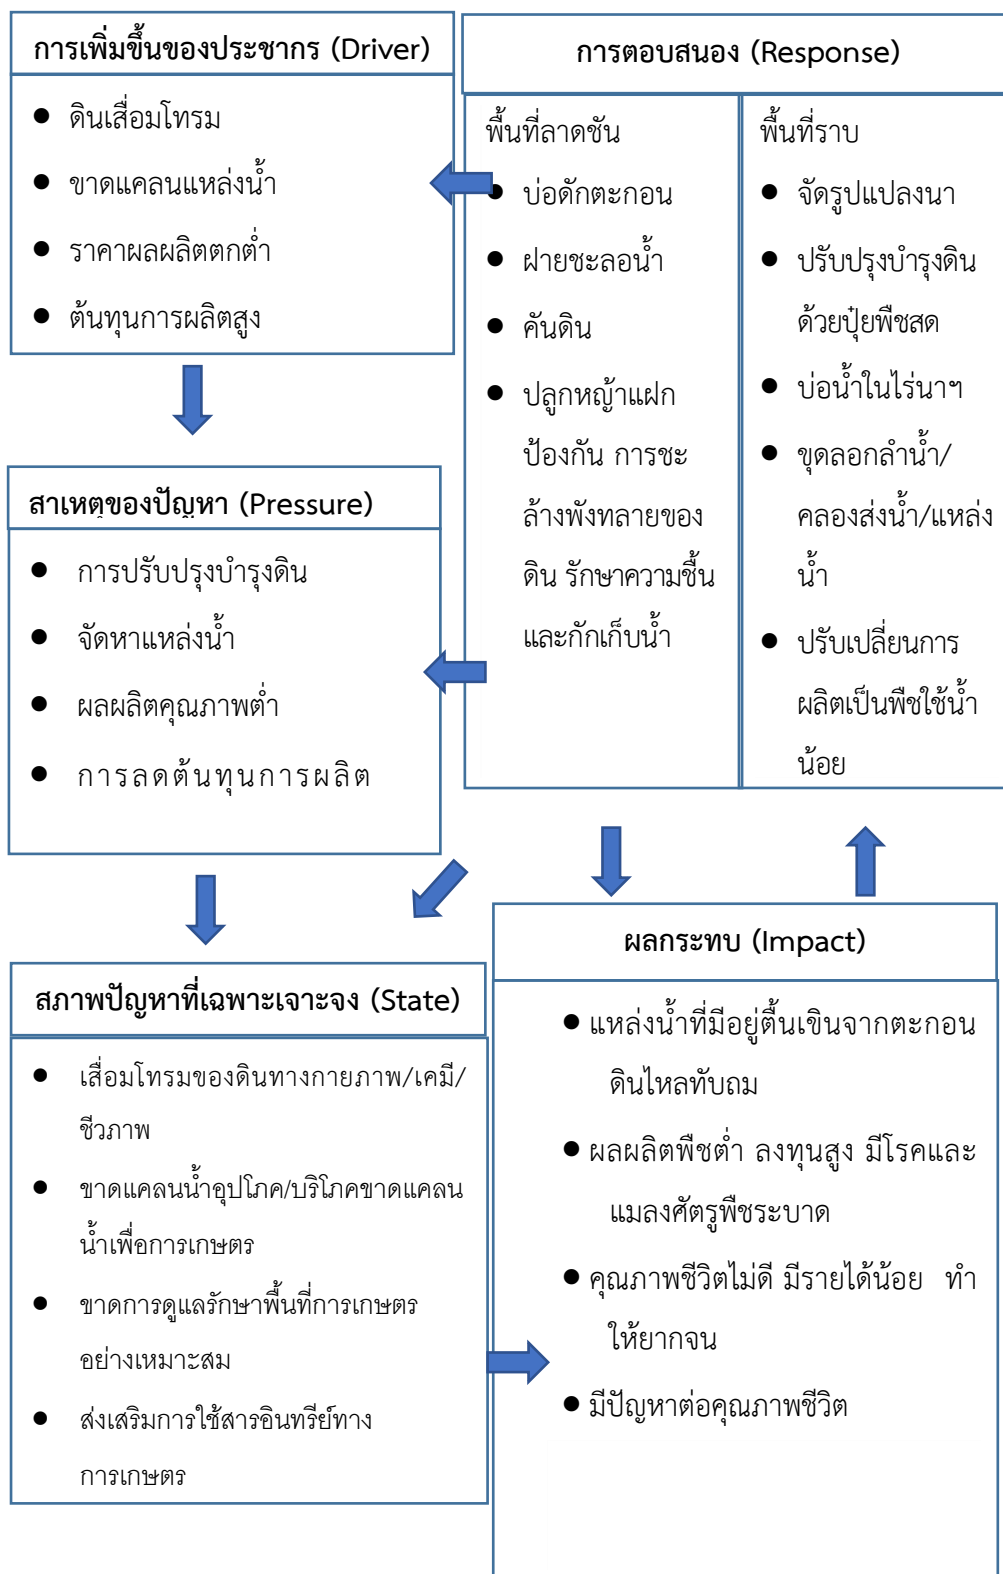 การเพิ่มขึ้นของประชากร (Driver)
● ดินเสื่อมโทรม
● ขาดแคลนแหล่งน้ำ
● ราคาผลผลิตตกต่ำ
● ต้นทุนการผลิตสูง
การตอบสนอง (Response)
พื้นที่ลาดชัน
● บ่อดักตะกอน
● ฝายชะลอน้ำ
● คันดิน
● ปลูกหญ้าแฝก
ป้องกัน การชะ
ล้างพังทลายของ
ดิน รักษาความชื้น
และกักเก็บน้ำ
พื้นที่ราบ
● จัดรูปแปลงนา
● ปรับปรุงบำรุงดิน
ด้วยปุ๋ยพืชสด
● บ่อน้ำในไร่นาฯ
● ขุดลอกลำน้ำ/
คลองส่งน้ำ/แหล่ง
น้ำ
● ปรับเปลี่ยนการ
ผลิตเป็นพืชใช้น้ำ
น้อย
สาเหตุของปัญหา (Pressure)
● การปรับปรุงบำรุงดิน
● จัดหาแหล่งน้ำ
● ผลผลิตคุณภาพต่ำ
● การลดต้นทุนการผลิต
สภาพปัญหาที่เฉพาะเจาะจง (State)
● เสื่อมโทรมของดินทางกายภาพ/เคมี/
ชีวภาพ
● ขาดแคลนน้ำอุปโภค/บริโภคขาดแคลน
น้ำเพื่อการเกษตร
● ขาดการดูแลรักษาพื้นที่การเกษตร
อย่างเหมาะสม
● ส่งเสริมการใช้สารอินทรีย์ทาง
การเกษตร
ผลกระทบ (Impact)
● แหล่งน้ำที่มีอยู่ตื้นเขินจากตะกอน
ดินไหลทับถม
● ผลผลิตพืชต่ำ ลงทุนสูง มีโรคและ
แมลงศัตรูพืชระบาด
● คุณภาพชีวิตไม่ดี มีรายได้น้อย ทำ
ให้ยากจน
● มีปัญหาต่อคุณภาพชีวิต